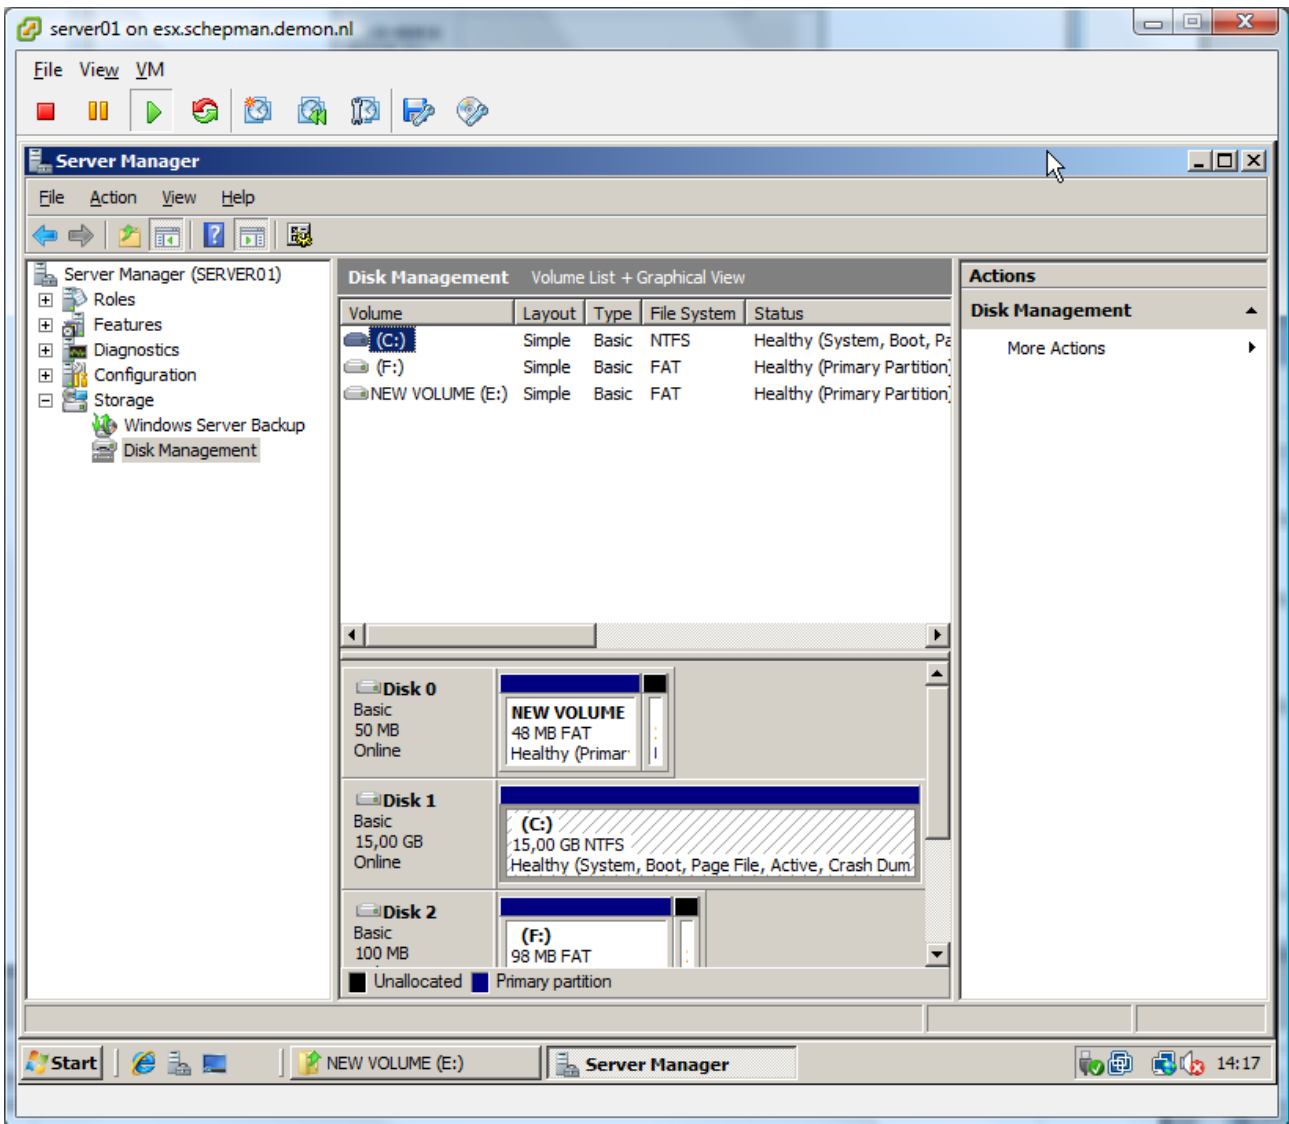 server01 on esx.schepman.demon.nl
File View VM
Server Manager
File Action View Help
Server Manager (SERVER01)
Roles
Features
Diagnostics
Configuration
Storage
Windows Server Backup
Disk Management
Disk Management Volume List + Graphical View
Volume Layout Type File System Status
(C:) Simple Basic NTFS Healthy (System, Boot, Pa
(F:) Simple Basic FAT Healthy (Primary Partition)
NEW VOLUME (E:) Simple Basic FAT Healthy (Primary Partition)
Disk 0
Basic
50 MB
Online
NEW VOLUME
48 MB FAT
Healthy (Primar
Disk 1
Basic
15,00 GB
Online
(C:)
15,00 GB NTFS
Healthy (System, Boot, Page File, Active, Crash Dum
Disk 2
Basic
100 MB
(F:)
98 MB FAT
Unallocated Primary partition
Actions
Disk Management
More Actions
Start NEW VOLUME (E:) Server Manager 14:17